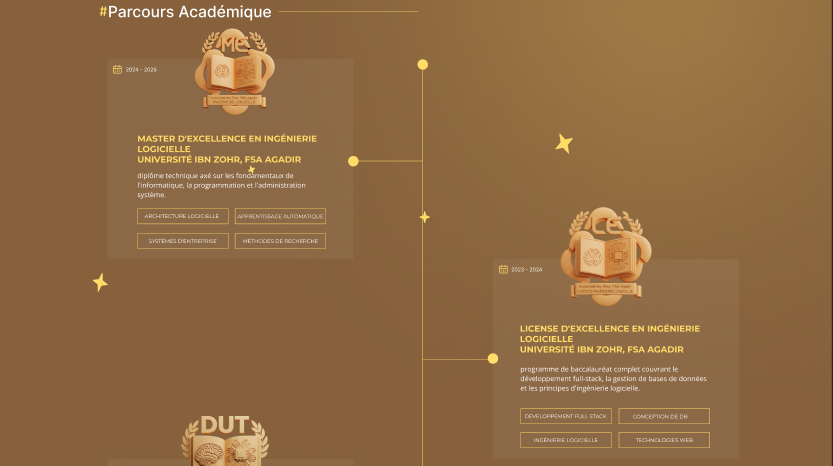 #Parcours Académique
ME
2024 - 2026
MASTER D'EXCELLENCE EN INGÉNIERIE
LOGICIELLE
UNIVERSITÉ IBN ZOHR, FSA AGADIR
diplôme technique axé sur les fondamentaux de
l'informatique, la programmation et l'administration
système.
ARCHITECTURE LOGICIELLE
APPRENTISSAGE AUTOMATIQUE
SYSTÈMES D'ENTREPRISE
MÉTHODES DE RECHERCHE
LCE
2023 - 2024
LICENSE D'EXCELLENCE EN INGÉNIERIE
LOGICIELLE
UNIVERSITÉ IBN ZOHR, FSA AGADIR
programme de baccalauréat complet couvrant le
développement full-stack, la gestion de bases de données
et les principes d'ingénierie logicielle.
DÉVELOPPEMENT FULL STACK
CONCEPTION DE DB
INGÉNIERIE LOGICIELLE
TECHNOLOGIES WEB
DUT